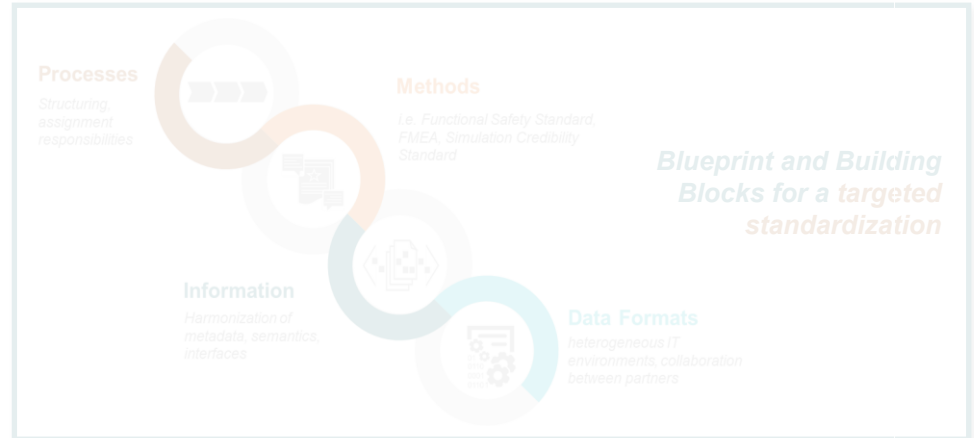 Processes
Structuring,
assignment
responsibilities
Methods
i.e. Functional Safety Standard,
FMEA, Simulation Credibility
Standard
Blueprint and Building
Blocks for a targeted
standardization
Information
Harmonization of
metadata, semantics,
interfaces
Data Formats
heterogeneous IT
environments, collaboration
between partners